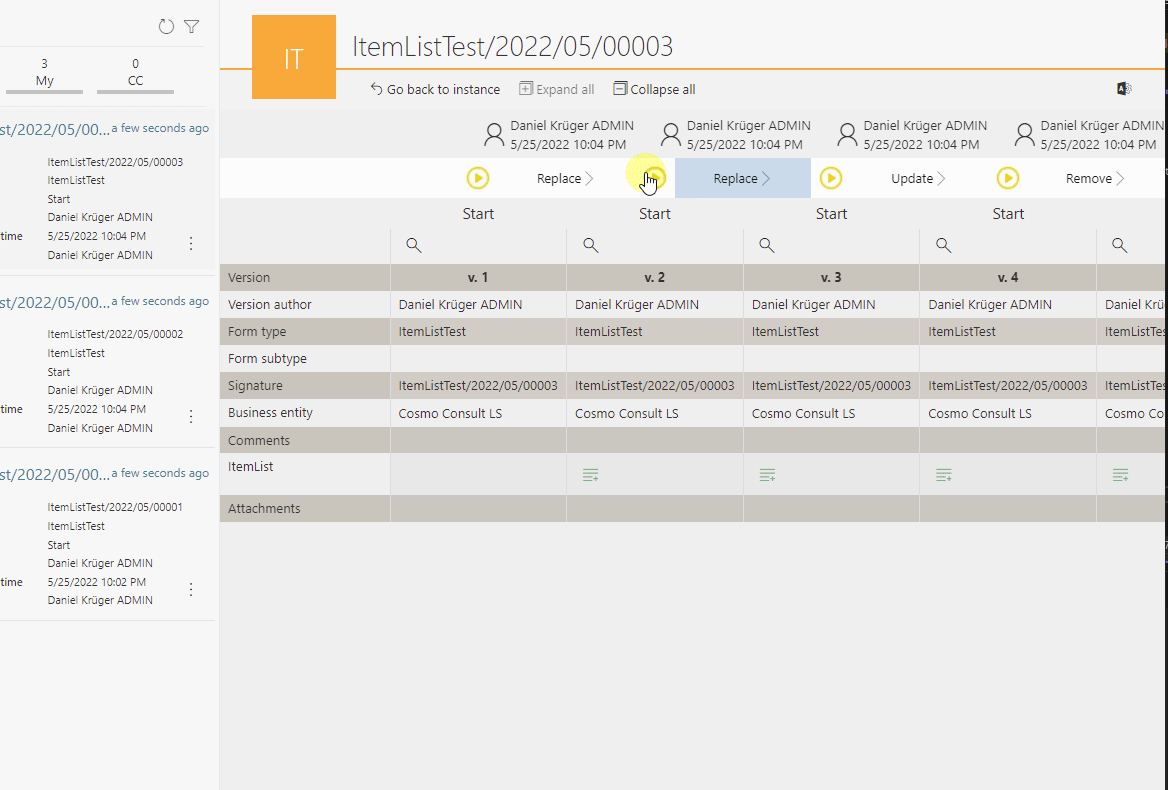 3
My
0
CC
st/2022/05/00... a few seconds ago
ItemListTest/2022/05/00003
ItemListTest
Start
Daniel Krüger ADMIN
time 5/25/2022 10:04 PM
Daniel Krüger ADMIN
st/2022/05/00... a few seconds ago
ItemListTest/2022/05/00002
ItemListTest
Start
Daniel Krüger ADMIN
time 5/25/2022 10:04 PM
Daniel Krüger ADMIN
st/2022/05/00... a few seconds ago
ItemListTest/2022/05/00001
ItemListTest
Start
Daniel Krüger ADMIN
time 5/25/2022 10:02 PM
Daniel Krüger ADMIN
IT
ItemListTest/2022/05/00003
Go back to instance Expand all Collapse all
Daniel Krüger ADMIN Daniel Krüger ADMIN Daniel Krüger ADMIN Daniel Krüger ADMIN
5/25/2022 10:04 PM 5/25/2022 10:04 PM 5/25/2022 10:04 PM 5/25/2022 10:04 PM
Replace Replace Update Remove
Start Start Start Start
Version v. 1 v. 2 v. 3 v. 4
Version author Daniel Krüger ADMIN Daniel Krüger ADMIN Daniel Krüger ADMIN Daniel Krüger ADMIN Daniel Krü
Form type ItemListTest ItemListTest ItemListTest ItemListTest ItemListTes
Form subtype
Signature ItemListTest/2022/05/00003 ItemListTest/2022/05/00003 ItemListTest/2022/05/00003 ItemListTest/2022/05/00003 ItemListTes
Business entity Cosmo Consult LS Cosmo Consult LS Cosmo Consult LS Cosmo Consult LS Cosmo Co
Comments
ItemList
Attachments